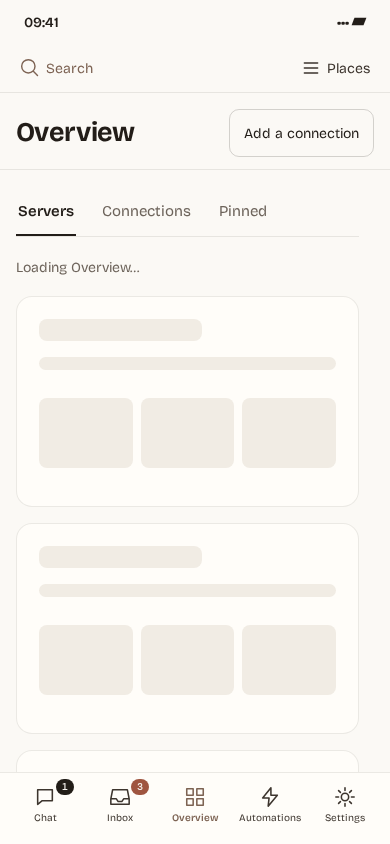 09:41
Search
Places
Overview
Add a connection
Servers
Connections
Pinned
Loading Overview...
1
3
Chat
Inbox
Overview
Automations
Settings